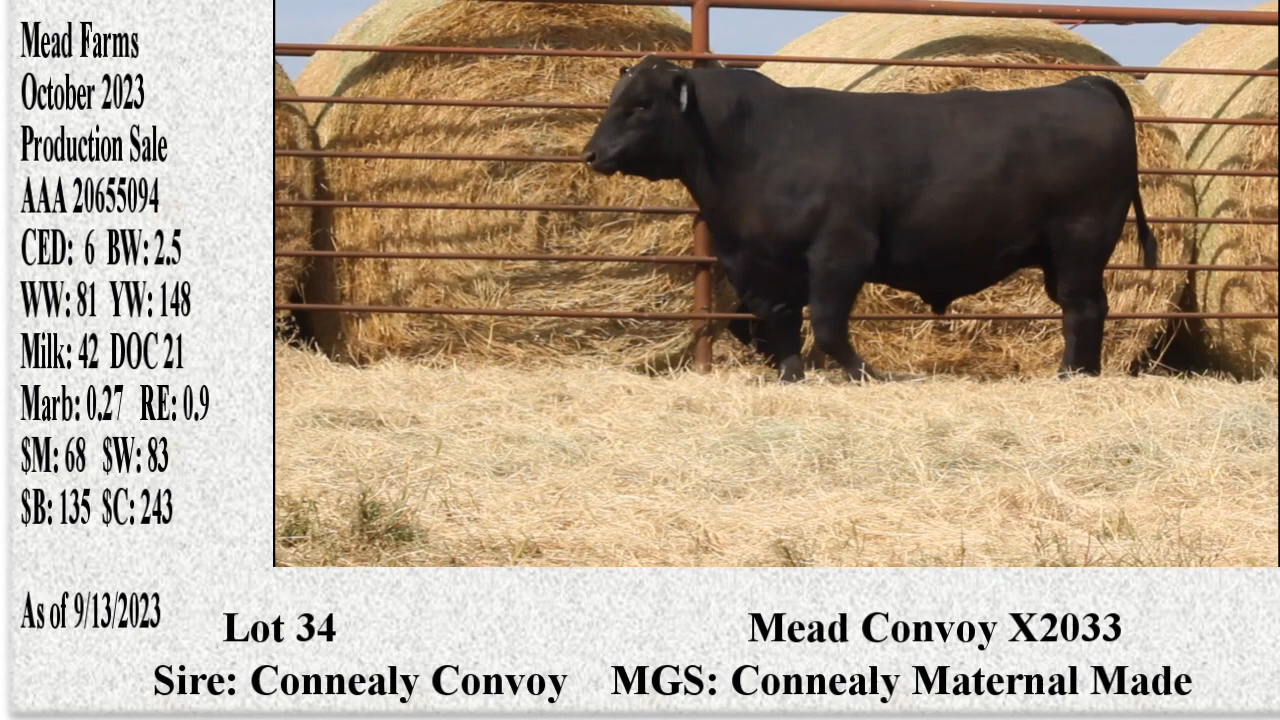 Mead Farms
October 2023
Production Sale
AAA 20655094
CED: 6 BW: 2.5
WW: 81 YW: 148
Milk: 42 DOC 21
Marb: 0.27 RE: 0.9
$M: 68 $W: 83
$B: 135 $C: 243
As of 9/13/2023
Lot 34 Mead Convoy X2033
Sire: Connealy Convoy MGS: Connealy Maternal Made